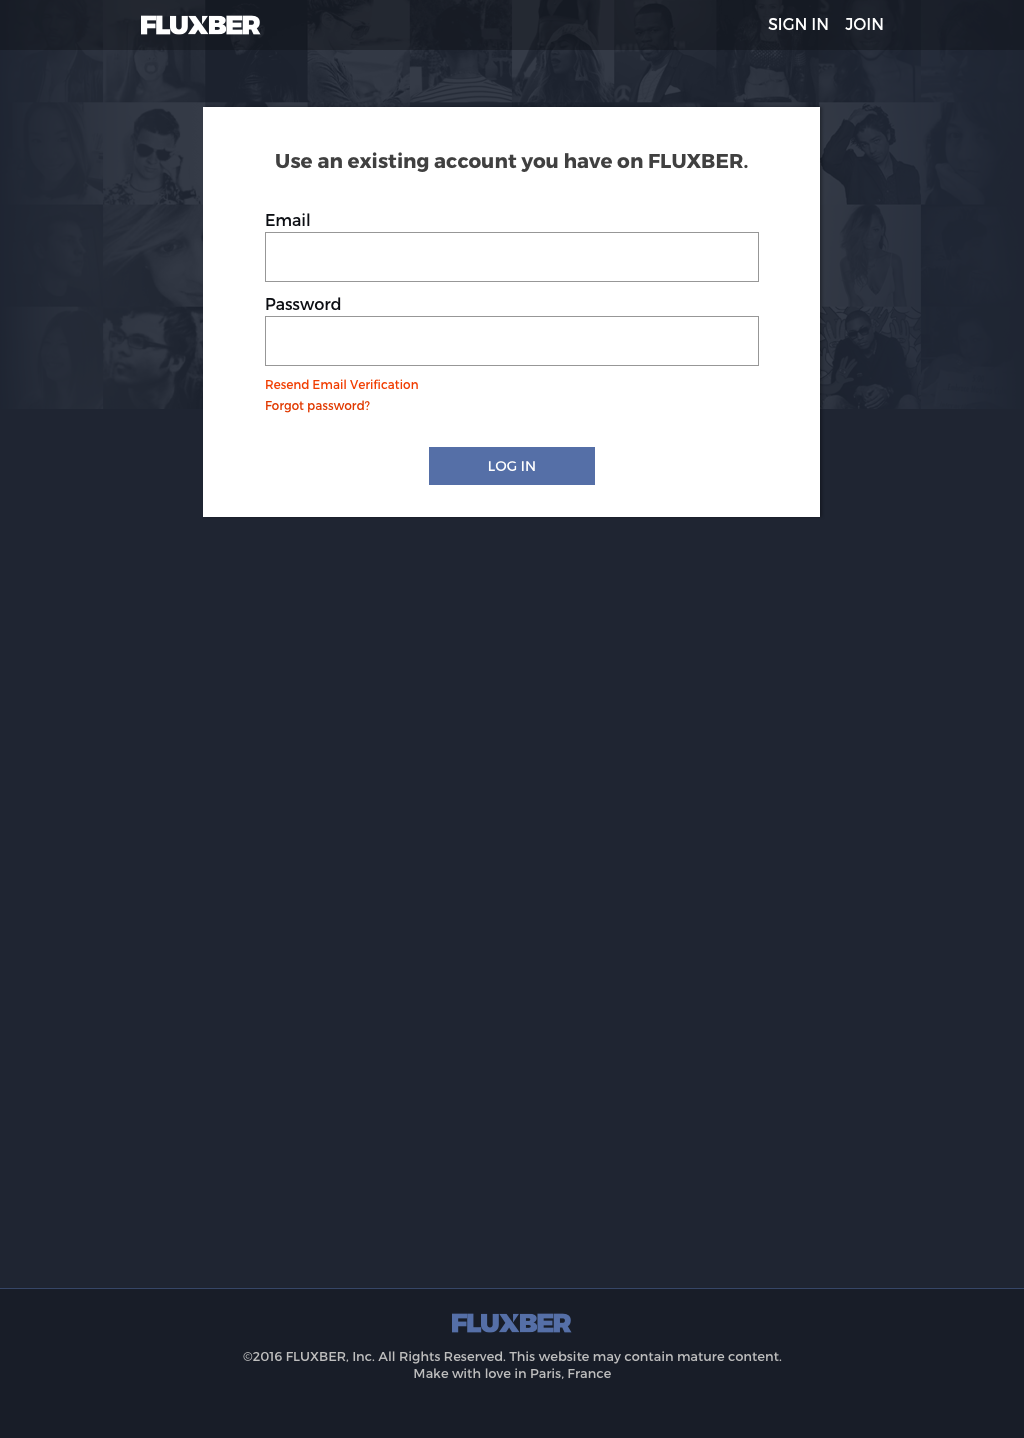 FLUXBER
SIGN IN JOIN
Use an existing account you have on FLUXBER.
Email
Password
Resend Email Verification
Forgot password?
LOG IN
FLUXBER
©2016 FLUXBER, Inc. All Rights Reserved. This website may contain mature content.
Make with love in Paris, France